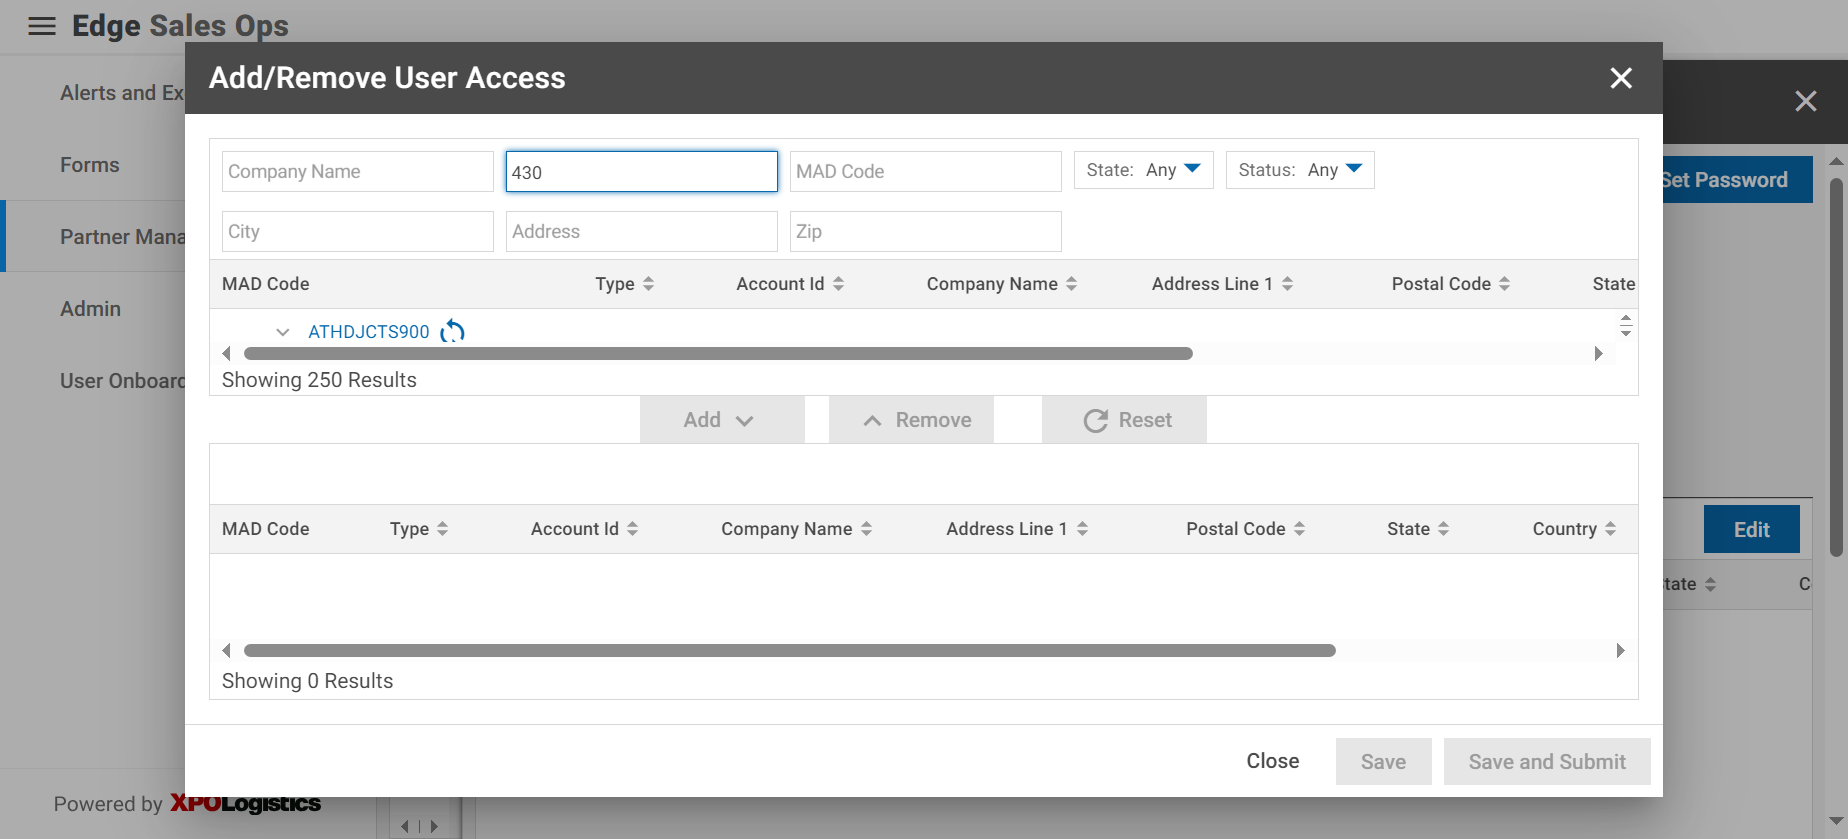 Edge Sales Ops
Add/Remove User Access
Alerts and Ex
Forms
Partner Mana
Admin
User Onboard
Set Password
Company Name
430
MAD Code
State: Any
Status: Any
City
Address
Zip
MAD Code Type Account Id Company Name Address Line 1 Postal Code State
ATHDJCTS900
Showing 250 Results
Add
Remove
Reset
MAD Code Type Account Id Company Name Address Line 1 Postal Code State Country
Showing 0 Results
Edit
tate C
Close
Save
Save and Submit
Powered by XPOLogistics